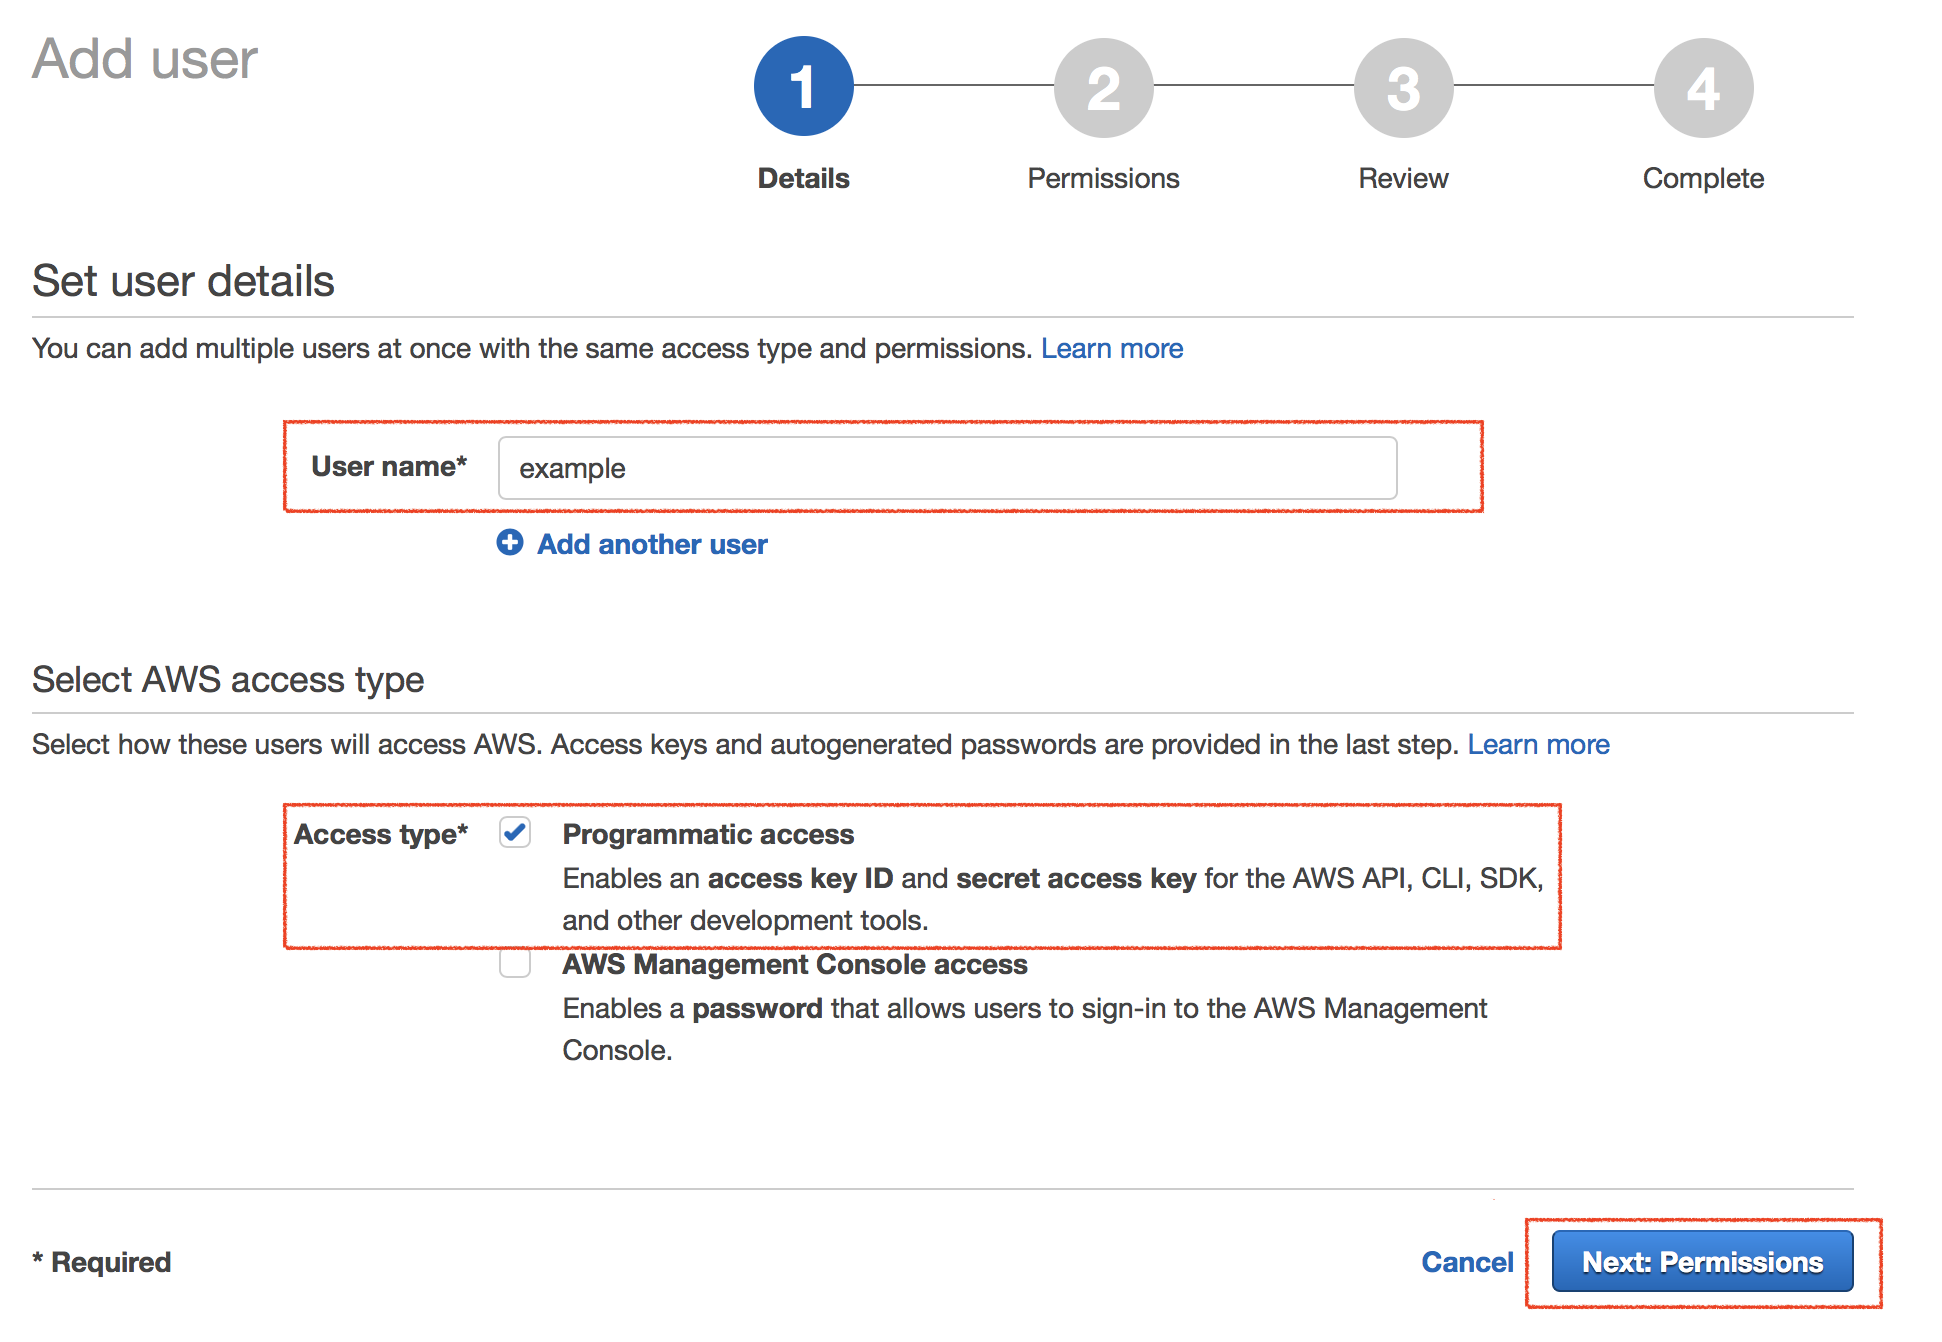 Add user
1
2
3
4
Details
Permissions
Review
Complete
Set user details
You can add multiple users at once with the same access type and permissions. Learn more
User name* example
Add another user
Select AWS access type
Select how these users will access AWS. Access keys and autogenerated passwords are provided in the last step. Learn more
Access type* Programmatic access
Enables an access key ID and secret access key for the AWS API, CLI, SDK,
and other development tools.
AWS Management Console access
Enables a password that allows users to sign-in to the AWS Management
Console.
* Required
Cancel
Next: Permissions